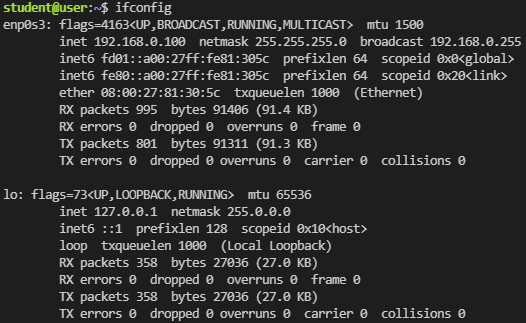 student@user:~$ ifconfig
enp0s3: flags=4163<UP,BROADCAST,RUNNING,MULTICAST>  mtu 1500
        inet 192.168.0.100  netmask 255.255.255.0  broadcast 192.168.0.255
        inet6 fd01::a00:27ff:fe81:305c  prefixlen 64  scopeid 0x0<global>
        inet6 fe80::a00:27ff:fe81:305c  prefixlen 64  scopeid 0x20<link>
        ether 08:00:27:81:30:5c  txqueuelen 1000  (Ethernet)
        RX packets 995  bytes 91406 (91.4 KB)
        RX errors 0  dropped 0  overruns 0  frame 0
        TX packets 801  bytes 91311 (91.3 KB)
        TX errors 0  dropped 0 overruns 0  carrier 0  collisions 0

lo: flags=73<UP,LOOPBACK,RUNNING>  mtu 65536
        inet 127.0.0.1  netmask 255.0.0.0
        inet6 ::1  prefixlen 128  scopeid 0x10<host>
        loop  txqueuelen 1000  (Local Loopback)
        RX packets 358  bytes 27036 (27.0 KB)
        RX errors 0  dropped 0  overruns 0  frame 0
        TX packets 358  bytes 27036 (27.0 KB)
        TX errors 0  dropped 0 overruns 0  carrier 0  collisions 0